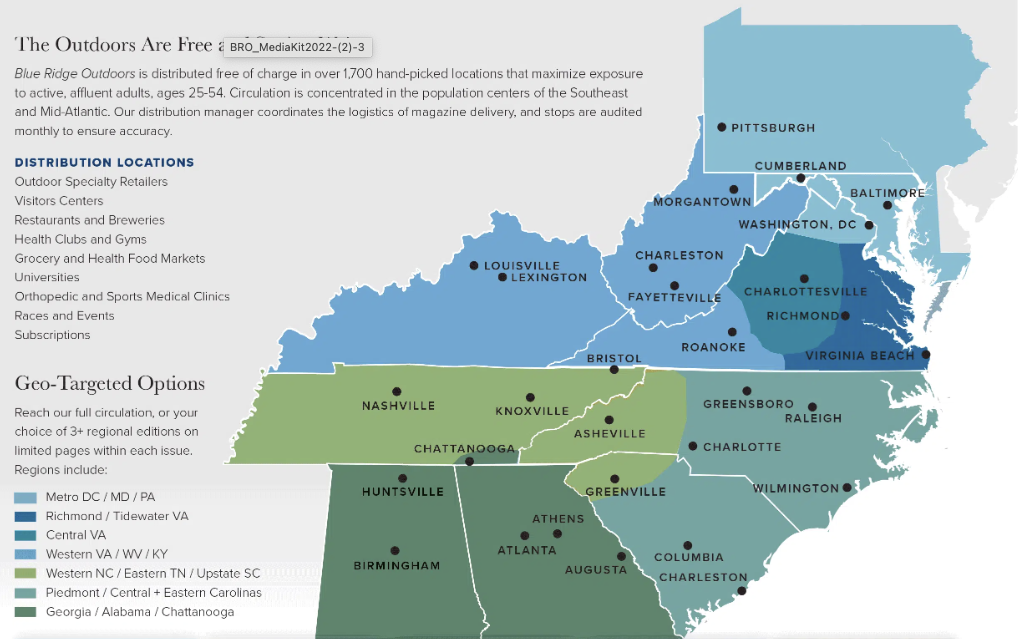 The Outdoors Are Free a
BRO_MediaKit2022-(2)-3
Blue Ridge Outdoors is distributed free of charge in over 1,700 hand-picked locations that maximize exposure
to active, affluent adults, ages 25-54. Circulation is concentrated in the population centers of the Southeast
and Mid-Atlantic. Our distribution manager coordinates the logistics of magazine delivery, and stops are audited
monthly to ensure accuracy.
DISTRIBUTION LOCATIONS
Outdoor Specialty Retailers
Visitors Centers
Restaurants and Breweries
Health Clubs and Gyms
Grocery and Health Food Markets
Universities
Orthopedic and Sports Medical Clinics
Races and Events
Subscriptions
Geo-Targeted Options
Reach our full circulation, or your
choice of 3+ regional editions on
limited pages within each issue.
Regions include:
Metro DC / MD / PA
Richmond / Tidewater VA
Central VA
Western VA / WV / KY
Western NC / Eastern TN / Upstate SC
Piedmont / Central + Eastern Carolinas
Georgia / Alabama / Chattanooga
PITTSBURGH
CUMBERLAND
MORGANTOWN
BALTIMORE
WASHINGTON, DC
CHARLESTON
LOUISVILLE
LEXINGTON
FAYETTEVILLE
CHARLOTTESVILLE
RICHMOND
ROANOKE
VIRGINIA BEACH
BRISTOL
NASHVILLE
KNOXVILLE
GREENSBORO
RALEIGH
ASHEVILLE
CHATTANOOGA
CHARLOTTE
HUNTSVILLE
GREENVILLE
WILMINGTON
ATHENS
ATLANTA
BIRMINGHAM
AUGUSTA
COLUMBIA
CHARLESTON